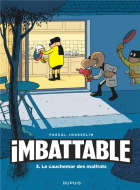 PASCAL JOUSSELIN
iMBATTABLE
3. Le cauchemar des malfrats
DUPUIS